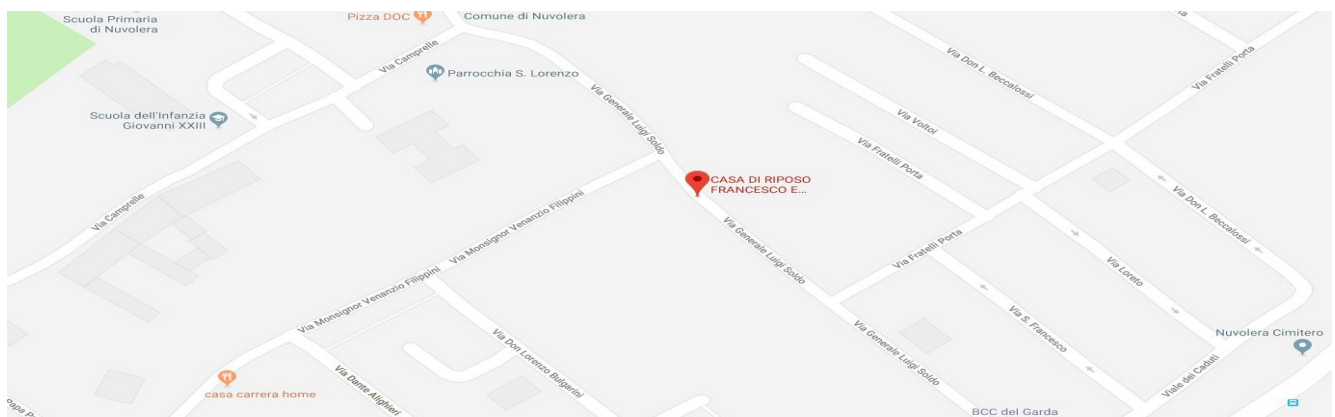 Scuola Primaria
di Nuvolera
Pizza DOC
Comune di Nuvolera
Via Camprelle
Parrocchia S. Lorenzo
Scuola dell'Infanzia
Giovanni XXIII
Via Generale Luigi Soldo
Via Don L. Beccalossi
Via Fratelli Porta
Via Voltoi
Via Fratelli Porta
CASA DI RIPOSO
FRANCESCO E...
Via Camprelle
Via Monsignor Venanzio Filippini
Via Generale Luigi Soldo
Via Don L. Beccalossi
Via Fratelli Porta
Via Loreto
Via Monsignor Venanzio Filippini
Via Don Lorenzo Bulgarini
Via Generale Luigi Soldo
Via S. Francesco
Nuvolera Cimitero
Viale dei Caduti
casa carrera home
Via Dante Alighieri
Papa
BCC del Garda